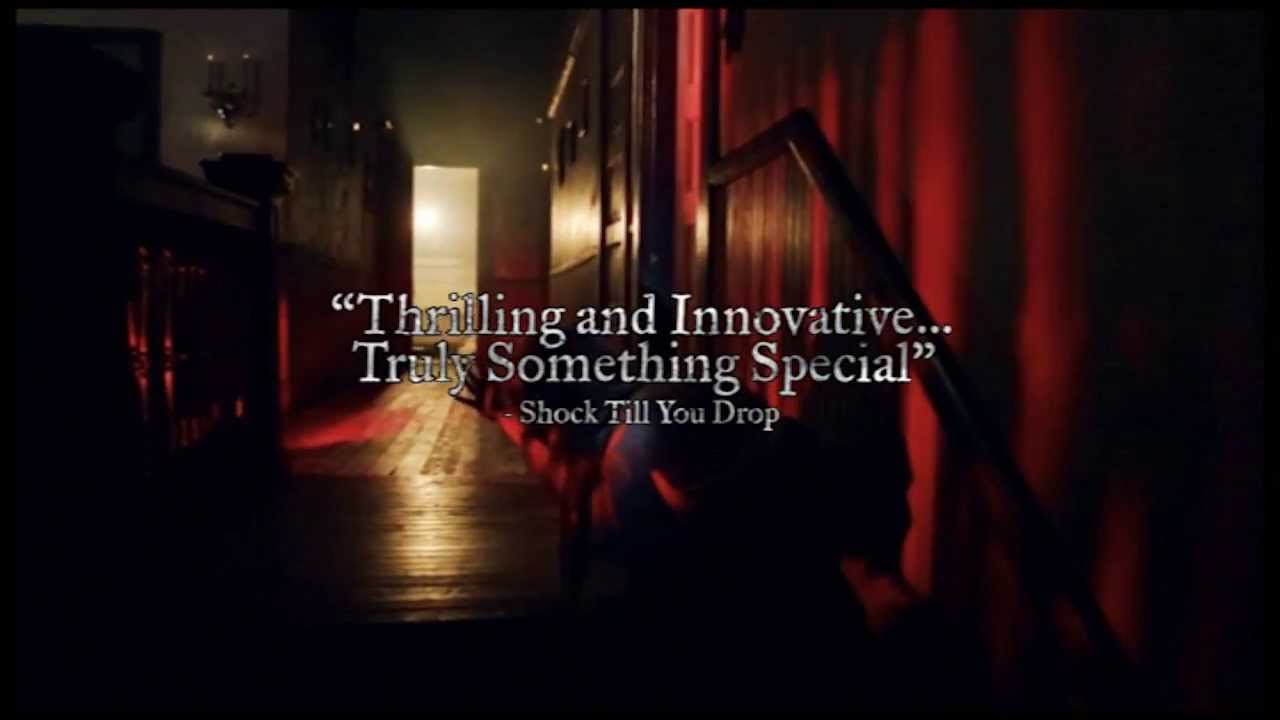 “Thrilling and Innovative...
Truly Something Special”
- Shock Till You Drop